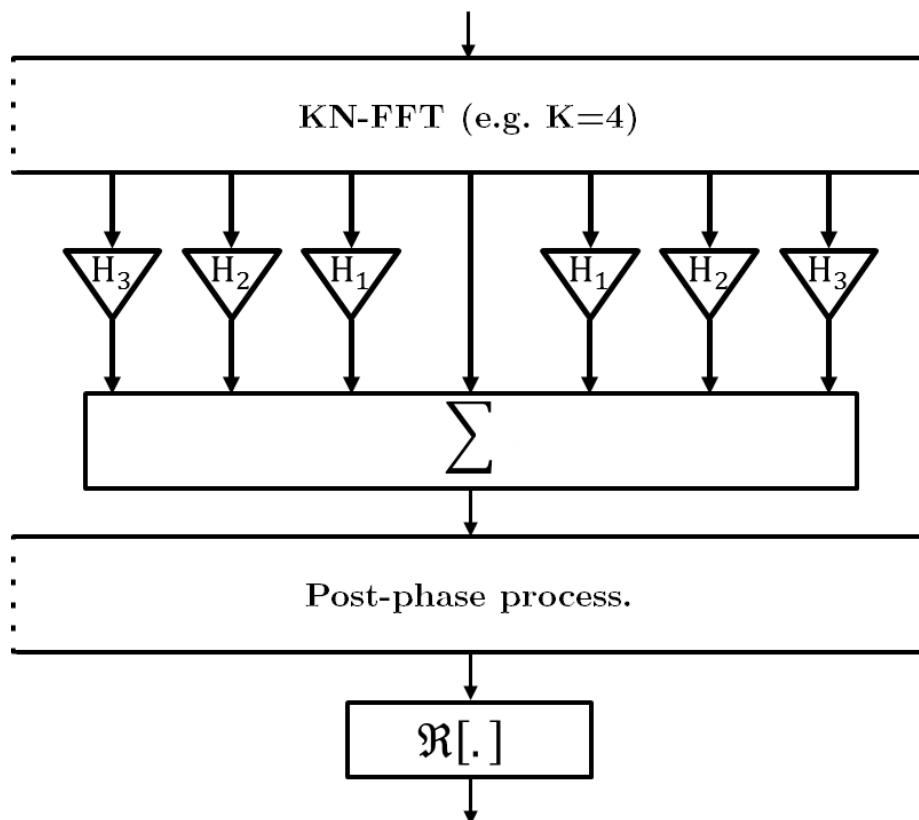 KN-FFT (e.g. K=4)
H₃ H₂ H₁ H₁ H₂ H₃
∑
Post-phase process.
ℜ[.]